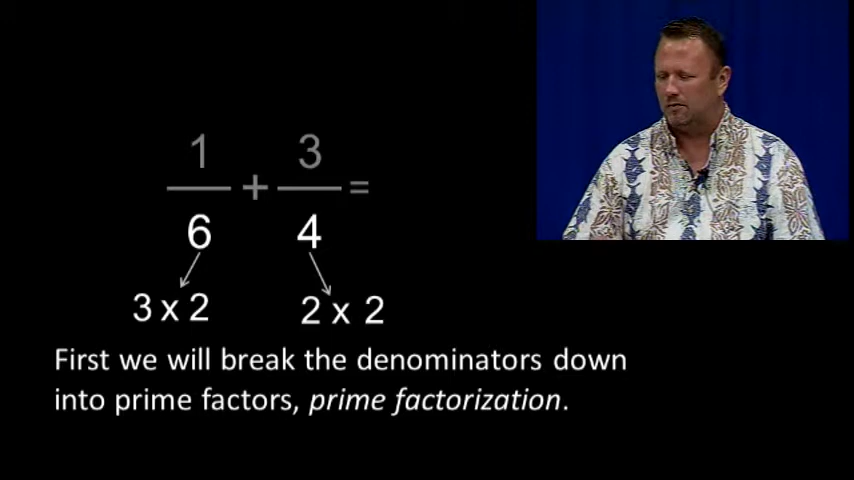 1 3
+ =
6 4
3 x 2 2 x 2
First we will break the denominators down
into prime factors, prime factorization.